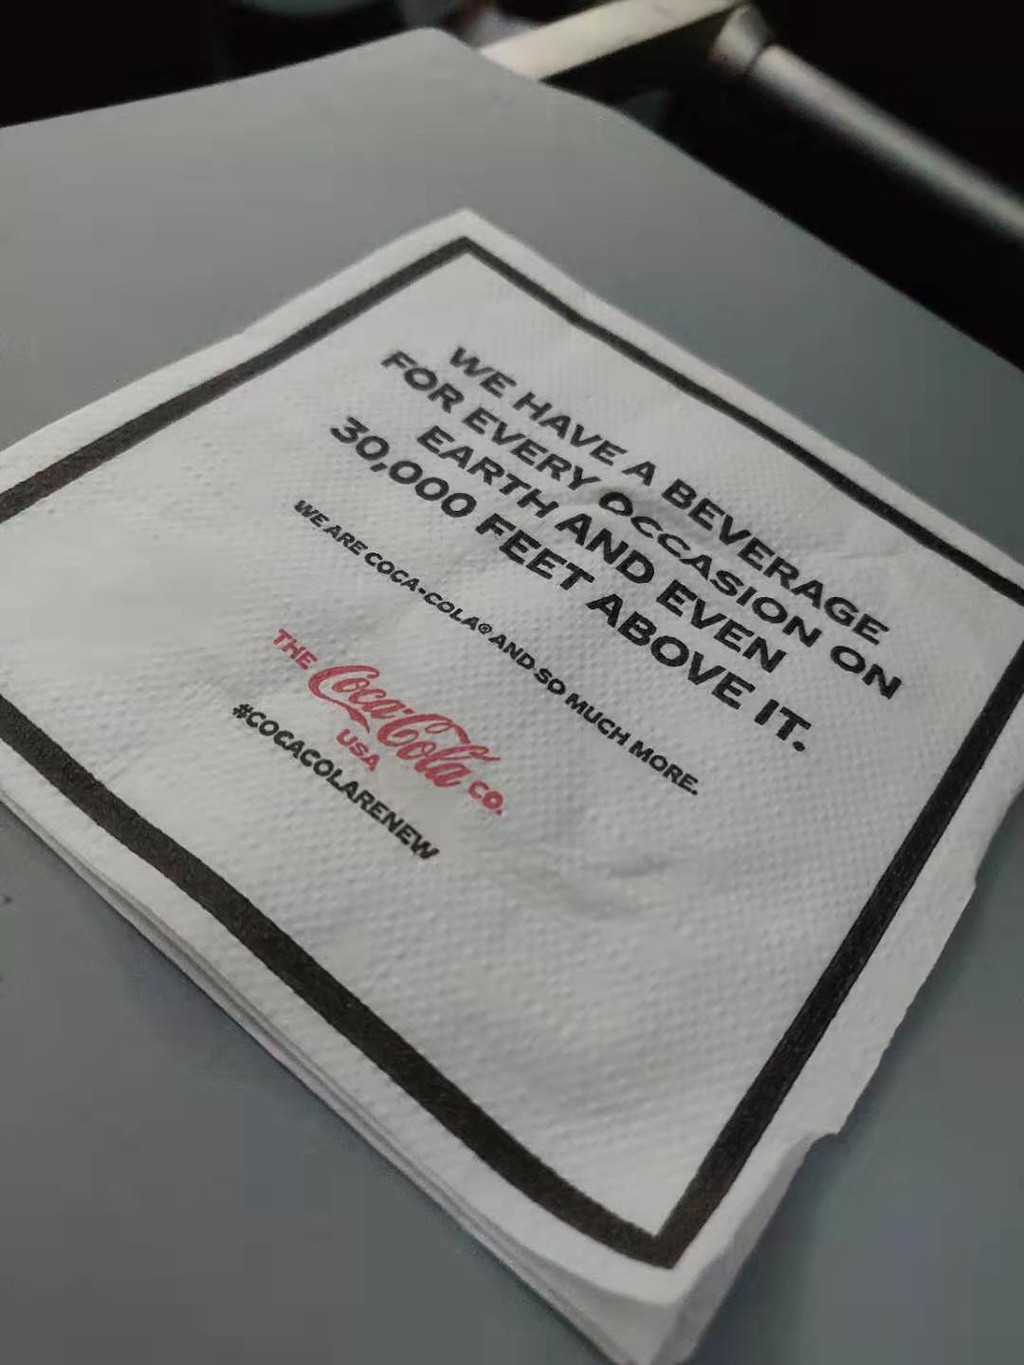 WE HAVE A BEVERAGE
FOR EVERY OCCASION ON
EARTH AND EVEN
30,000 FEET ABOVE IT.
WE ARE COCA-COLA® AND SO MUCH MORE.
THE Coca-Cola CO.
USA
#COCACOLARENEW